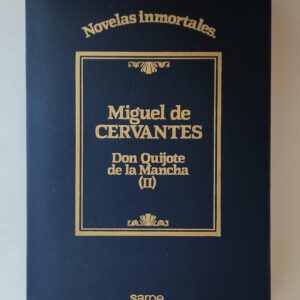 Novelas inmortales.
Miguel de
CERVANTES
Don Quijote
de la Mancha
(II)
sarpe